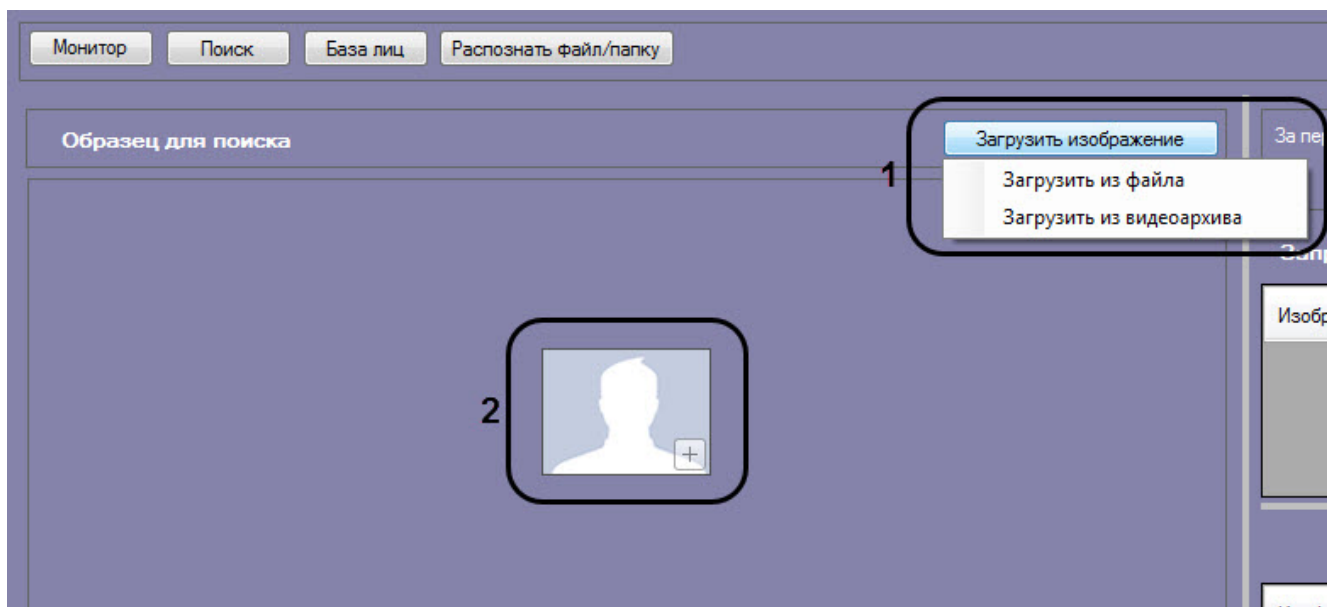 Монитор Поиск База лиц Распознать файл/папку
Образец для поиска
Загрузить изображение
За
1
Загрузить из файла
Загрузить из видеоархива
2